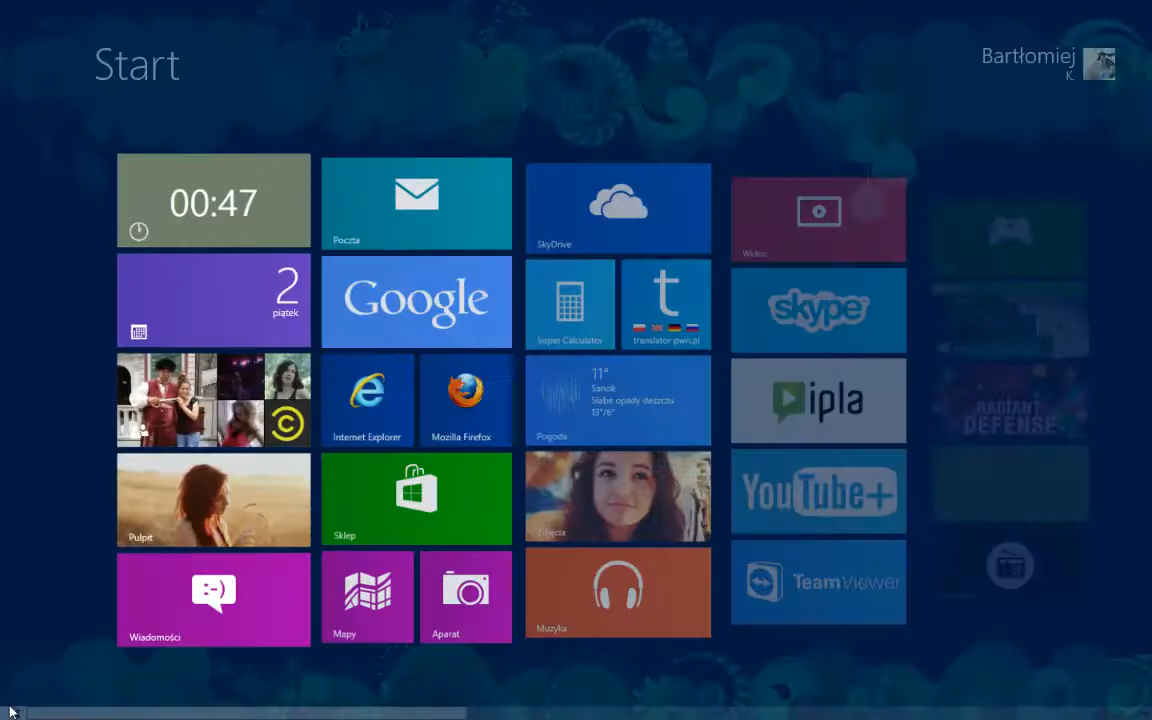 Start
Bartłomiej
K.
00:47
2
piątek
Pulpit
:-)
Wiadomości
Poczta
Google
Internet Explorer
Mozilla Firefox
Sklep
Mapy
Aparat
SkyDrive
Super Calculator
t
translator.pwn.pl
11°
Sanok
Słabe opady deszczu
13°/6°
Pogoda
Zdjęcia
Muzyka
Wideo
skype
ipla
YouTube+
TeamViewer
RADIANT
DEFENSE